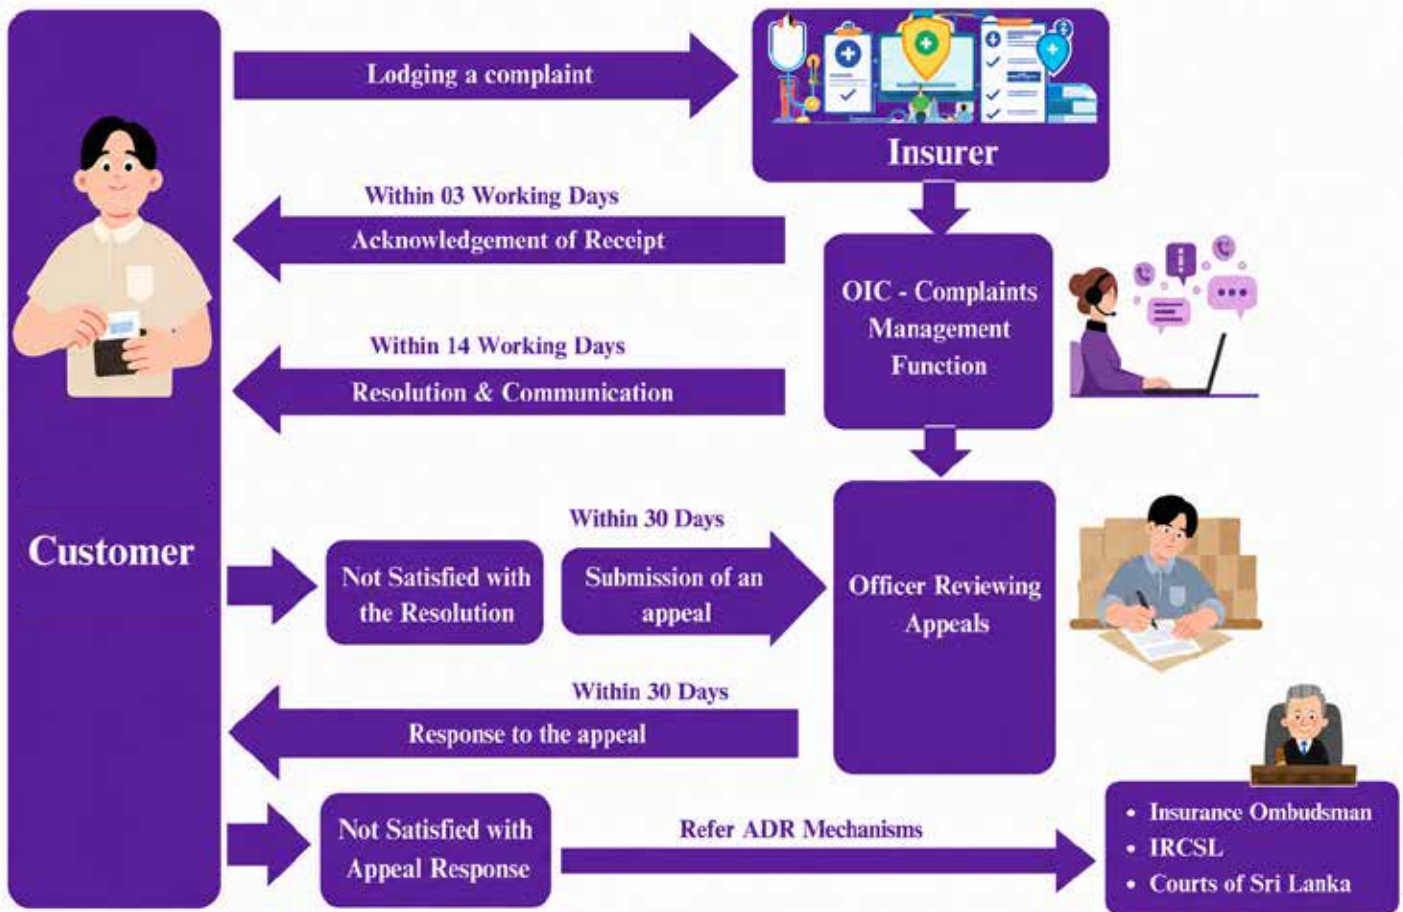 Lodging a complaint
Insurer
Within 03 Working Days
Acknowledgement of Receipt
OIC - Complaints
Management
Function
Within 14 Working Days
Resolution & Communication
Customer
Not Satisfied with
the Resolution
Within 30 Days
Submission of an
appeal
Officer Reviewing
Appeals
Within 30 Days
Response to the appeal
Not Satisfied with
Appeal Response
Refer ADR Mechanisms
• Insurance Ombudsman
• IRCSL
• Courts of Sri Lanka